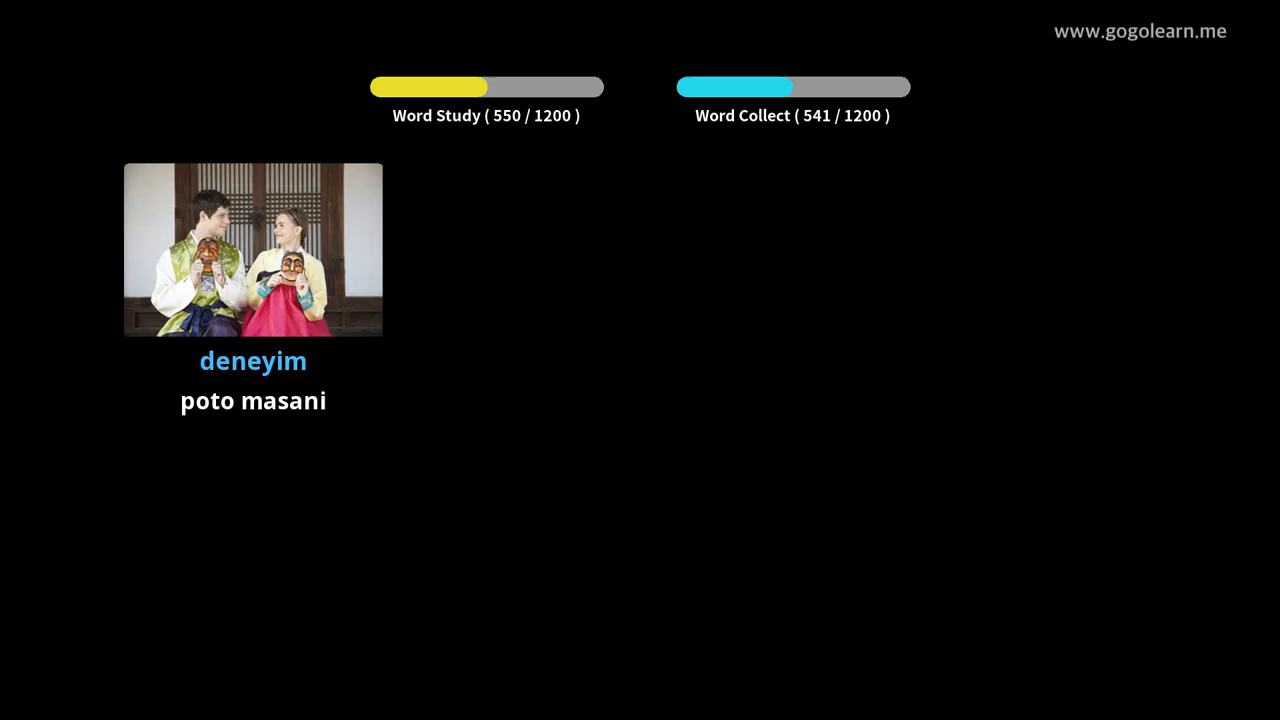 www.gogolearn.me
Word Study ( 550 / 1200 )
Word Collect ( 541 / 1200 )
deneyim
poto masani